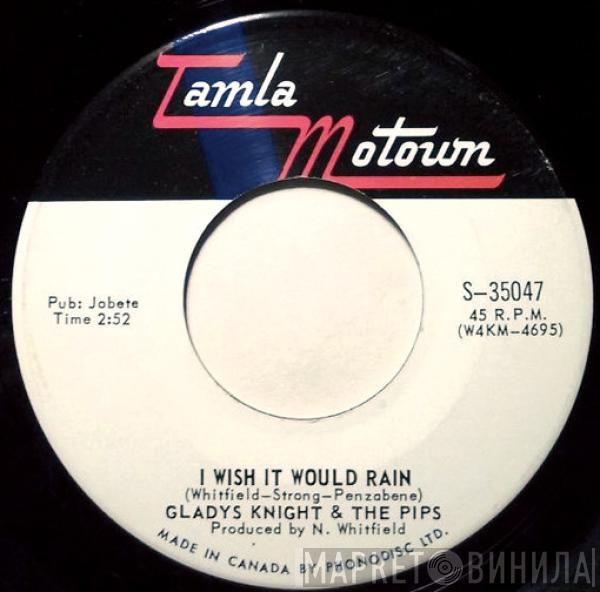 Tamla
Motown
Pub: Jobete
Time 2:52
S-35047
45 R.P.M.
(W4KM-4695)
I WISH IT WOULD RAIN
(Whitfield-Strong-Penzabene)
GLADYS KNIGHT & THE PIPS
Produced by N. Whitfield
MADE IN CANADA BY PHONODISC LTD.
МАРКЕТ ВИНИЛА